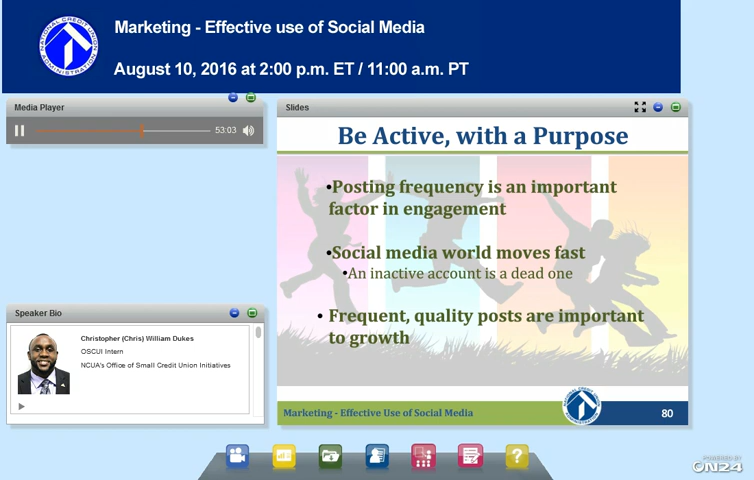 NATIONAL CREDIT UNION ADMINISTRATION
Marketing - Effective use of Social Media
August 10, 2016 at 2:00 p.m. ET / 11:00 a.m. PT
Media Player
53:03
Slides
Be Active, with a Purpose
•Posting frequency is an important
factor in engagement
•Social media world moves fast
•An inactive account is a dead one
• Frequent, quality posts are important
to growth
Marketing - Effective Use of Social Media
80
Speaker Bio
Christopher (Chris) William Dukes
OSCUI Intern
NCUA's Office of Small Credit Union Initiatives
?
POWERED BY
ON24